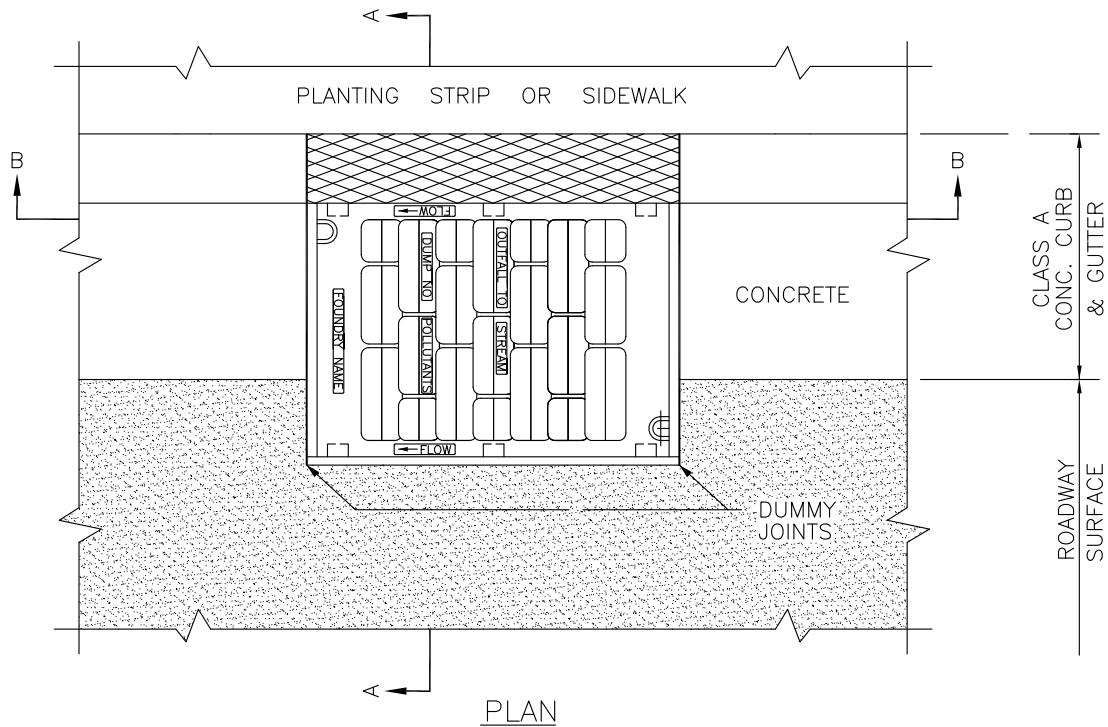 A
PLANTING STRIP OR SIDEWALK
B
B
FLOW
DUMP NO
POLLUTANTS
OUTFALL TO
STREAM
FOUNDRY NAME
FLOW
CONCRETE
CLASS A
CONC. CURB
& GUTTER
DUMMY
JOINTS
ROADWAY
SURFACE
A
PLAN